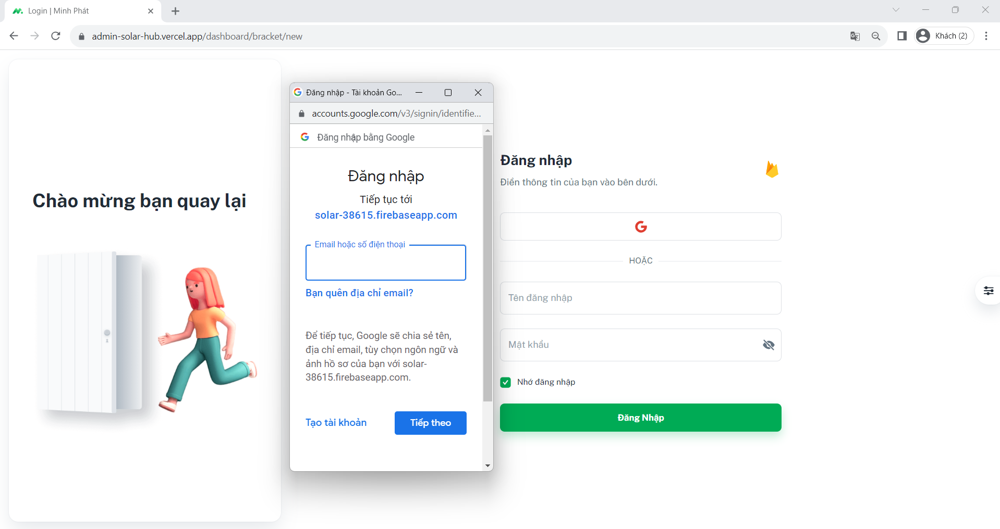 Login | Minh Phát
admin-solar-hub.vercel.app/dashboard/bracket/new
Khách (2)
Chào mừng bạn quay lại
Đăng nhập - Tài khoản Go...
accounts.google.com/v3/signin/identifie...
Đăng nhập bằng Google
Đăng nhập
Tiếp tục tới
solar-38615.firebaseapp.com
Email hoặc số điện thoại
Bạn quên địa chỉ email?
Để tiếp tục, Google sẽ chia sẻ tên,
địa chỉ email, tùy chọn ngôn ngữ và
ảnh hồ sơ của bạn với solar-
38615.firebaseapp.com.
Tạo tài khoản
Tiếp theo
Đăng nhập
Điền thông tin của bạn vào bên dưới.
HOẶC
Tên đăng nhập
Mật khẩu
Nhớ đăng nhập
Đăng Nhập